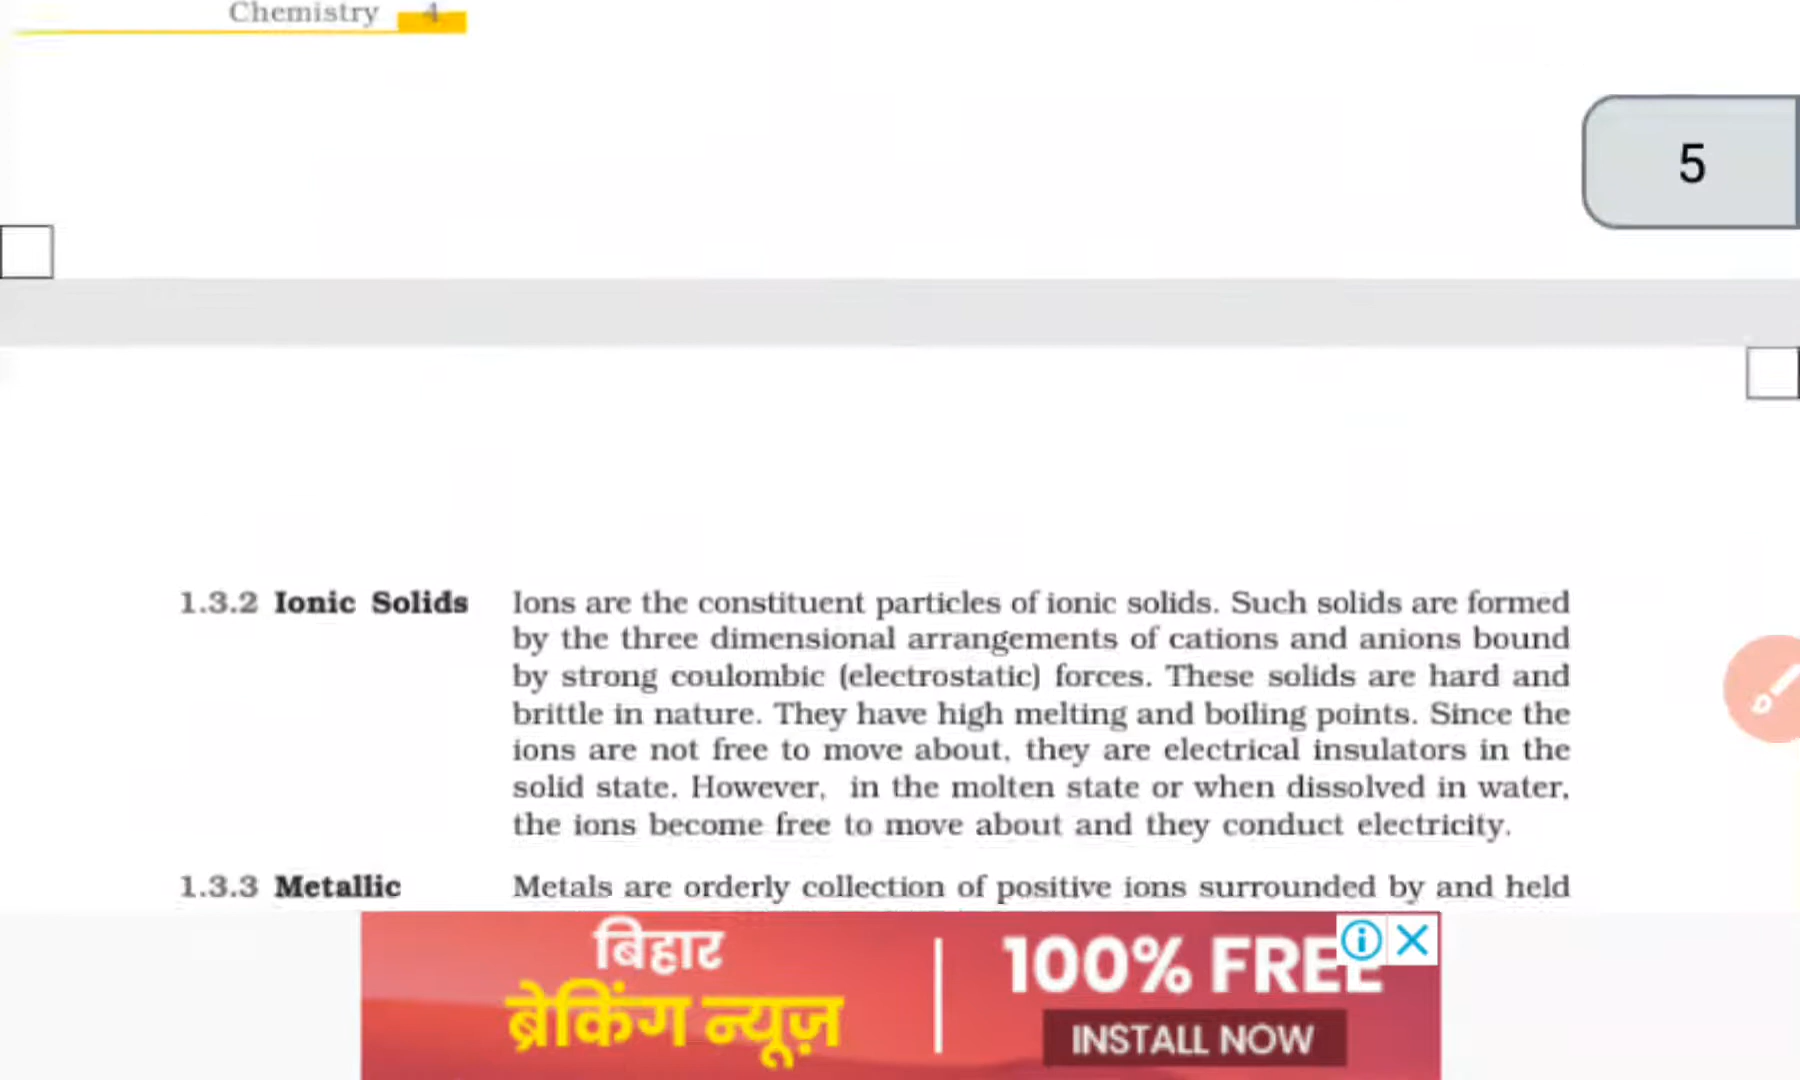 Chemistry 4
5
1.3.2 Ionic Solids
Ions are the constituent particles of ionic solids. Such solids are formed
by the three dimensional arrangements of cations and anions bound
by strong coulombic (electrostatic) forces. These solids are hard and
brittle in nature. They have high melting and boiling points. Since the
ions are not free to move about, they are electrical insulators in the
solid state. However, in the molten state or when dissolved in water,
the ions become free to move about and they conduct electricity.
1.3.3 Metallic
Metals are orderly collection of positive ions surrounded by and held
बिहार
ब्रेकिंग न्यूज़
100% FREE
INSTALL NOW